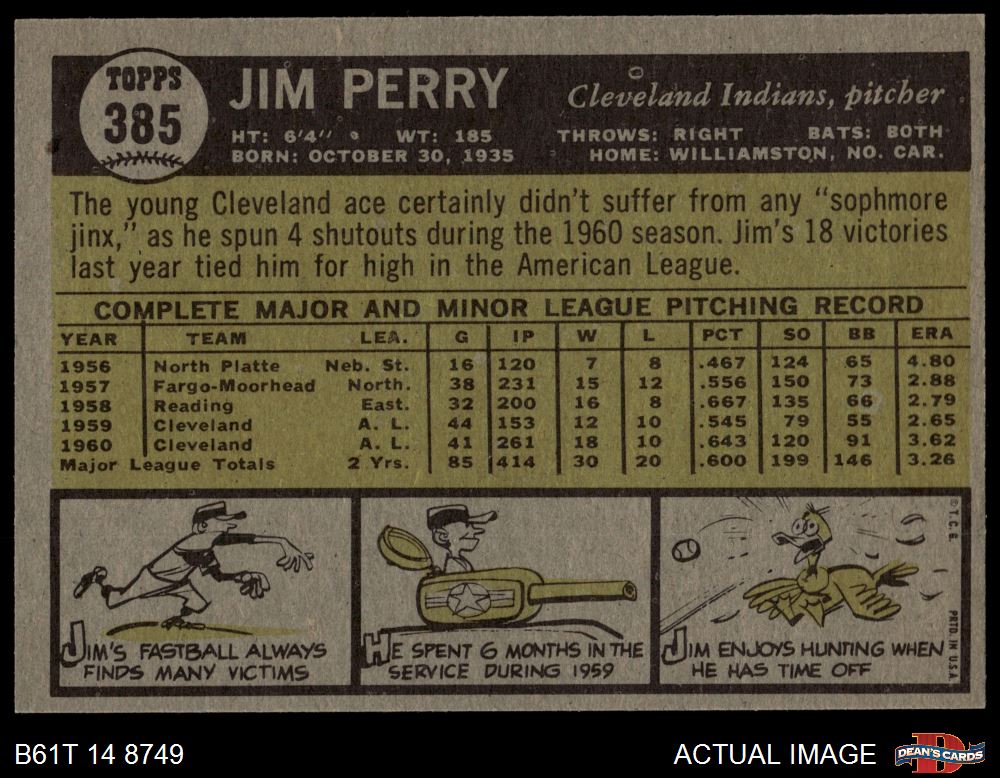 TOPPS
385
JIM PERRY
Cleveland Indians, pitcher
HT: 6'4" WT: 185 THROWS: RIGHT BATS: BOTH
BORN: OCTOBER 30, 1935 HOME: WILLIAMSTON, NO. CAR.
The young Cleveland ace certainly didn't suffer from any "sophmore
jinx," as he spun 4 shutouts during the 1960 season. Jim's 18 victories
last year tied him for high in the American League.
COMPLETE MAJOR AND MINOR LEAGUE PITCHING RECORD
YEAR TEAM LEA. G IP W L PCT SO BB ERA
1956 North Platte Neb. St. 16 120 7 8 .467 124 65 4.80
1957 Fargo-Moorhead North. 38 231 15 12 .556 150 73 2.88
1958 Reading East. 32 200 16 8 .667 135 66 2.79
1959 Cleveland A. L. 44 153 12 10 .545 79 55 2.65
1960 Cleveland A. L. 41 261 18 10 .643 120 91 3.62
Major League Totals 2 Yrs. 85 414 30 20 .600 199 146 3.26
JIM'S FASTBALL ALWAYS
FINDS MANY VICTIMS
HE SPENT 6 MONTHS IN THE
SERVICE DURING 1959
JIM ENJOYS HUNTING WHEN
HE HAS TIME OFF
© T. C. G. PRTD. IN U.S.A.
B61T 14 8749
ACTUAL IMAGE
DEAN'S CARDS